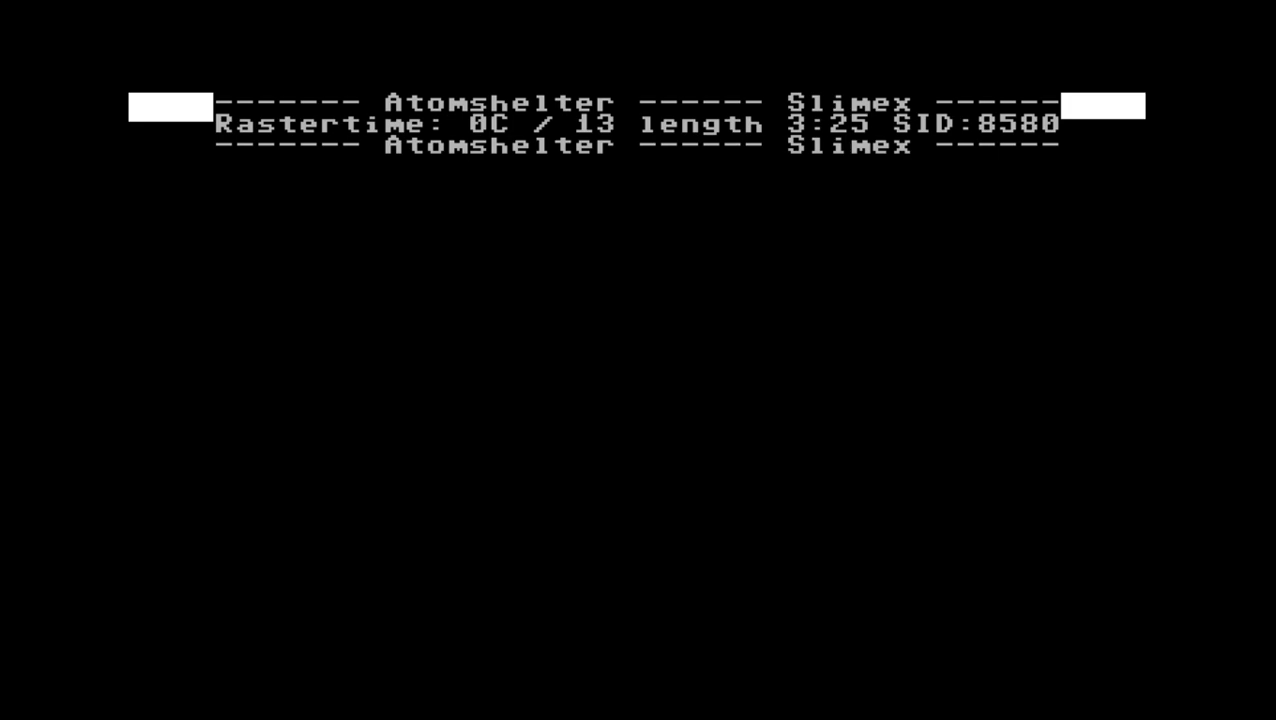 ------- Atomshelter ------ Slimex ------
Rastertime: 0C / 13 length 3:25 SID:8580
------- Atomshelter ------ Slimex ------